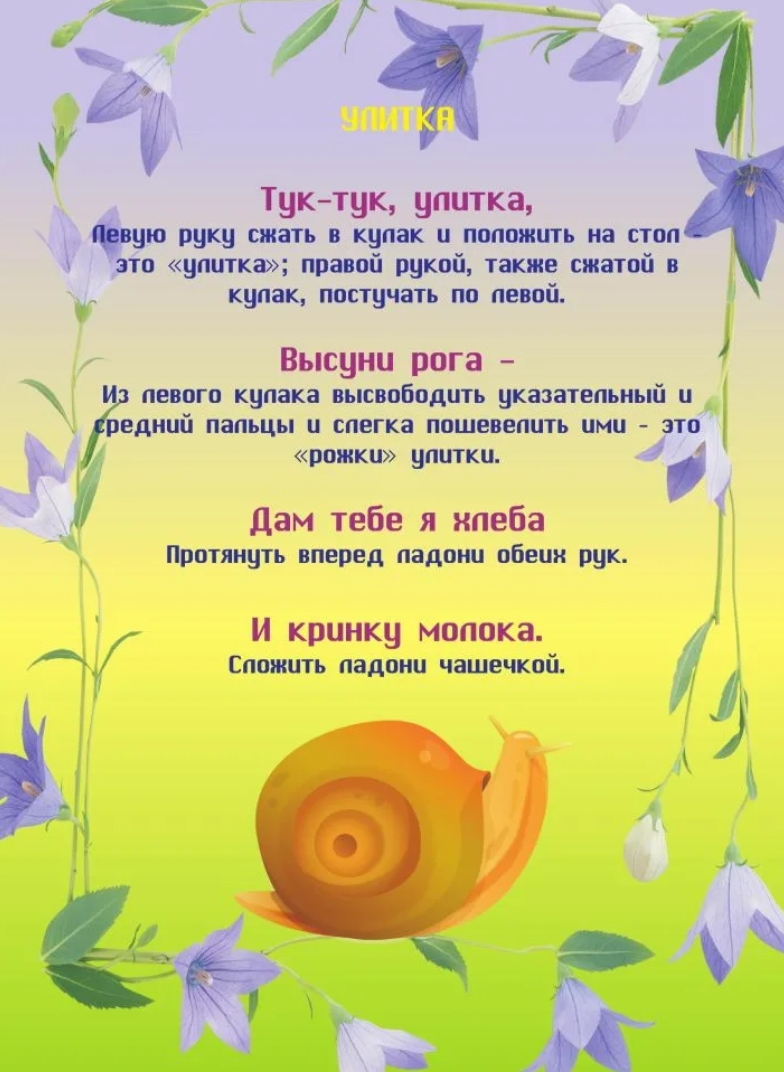 УЛИТКА
Тук-тук, улитка,
Левую руку сжать в кулак и положить на стол -
это «улитка»; правой рукой, также сжатой в
кулак, постучать по левой.
Высуни рога -
Из левого кулака высвободить указательный и
средний пальцы и слегка пошевелить ими - это
«рожки» улитки.
Дам тебе я хлеба
Протянуть вперед ладони обеих рук.
И кринку молока.
Сложить ладони чашечкой.